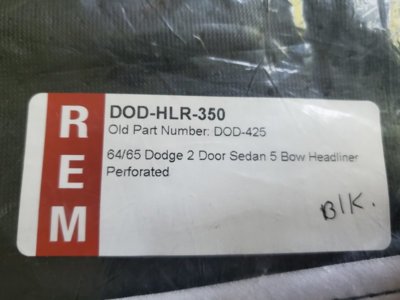 REM
DOD-HLR-350
Old Part Number: DOD-425
64/65 Dodge 2 Door Sedan 5 Bow Headliner
Perforated
Blk.